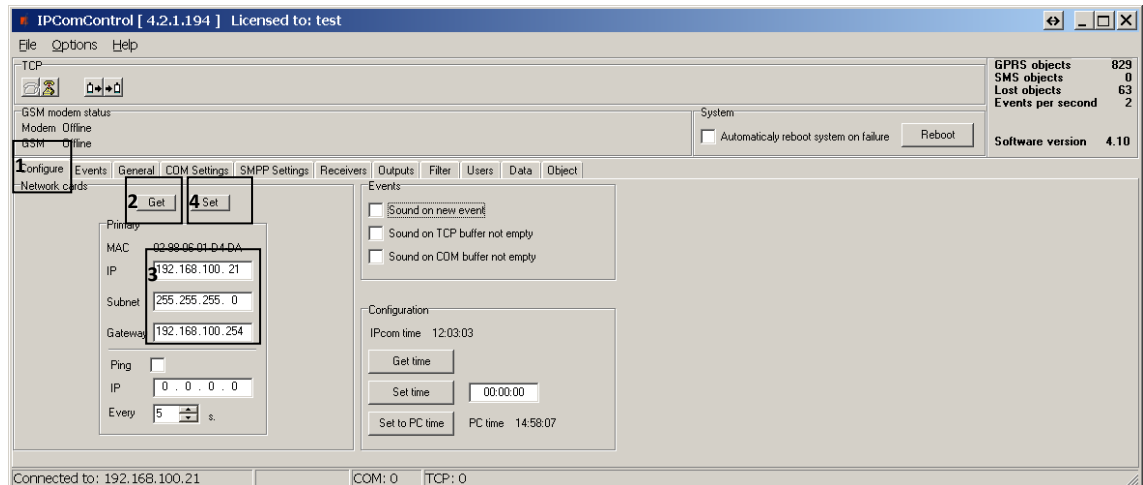 IPComControl [ 4.2.1.194 ] Licensed to: test
File Options Help
TCP
GPRS objects 829
SMS objects 0
Lost objects 63
Events per second 2
Software version 4.10
GSM modem status
Modem Offline
GSM Offline
System
Automaticaly reboot system on failure
Reboot
1
Configure Events General COM Settings SMPP Settings Receivers Outputs Filter Users Data Object
Network cards
2 Get 4 Set
Primary
MAC 02-98-06-01-D4-DA
IP 192.168.100. 21
3
Subnet 255.255.255. 0
Gateway 192.168.100.254
Ping
IP 0 . 0 . 0 . 0
Every 5 s.
Events
Sound on new event
Sound on TCP buffer not empty
Sound on COM buffer not empty
Configuration
IPcom time 12:03:03
Get time
Set time 00:00:00
Set to PC time PC time 14:58:07
Connected to: 192.168.100.21 COM: 0 TCP: 0